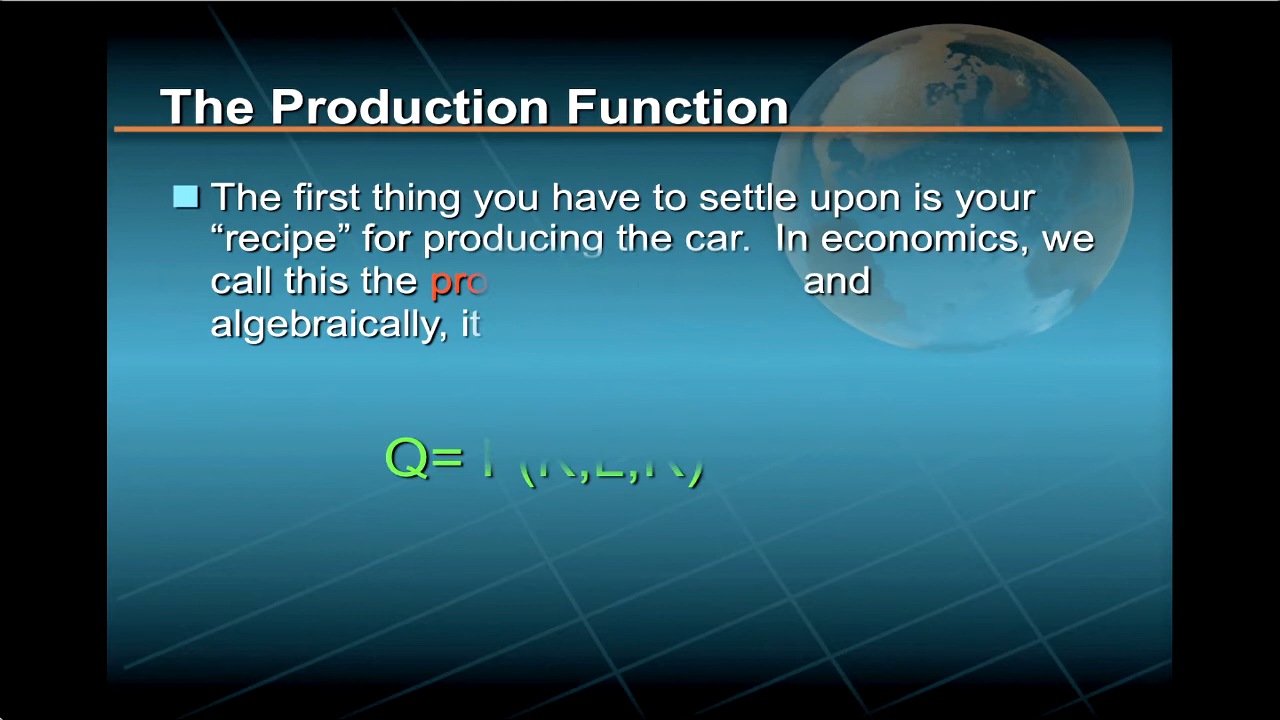 The Production Function
The first thing you have to settle upon is your
“recipe” for producing the car. In economics, we
call this the pro and
algebraically, it
Q=